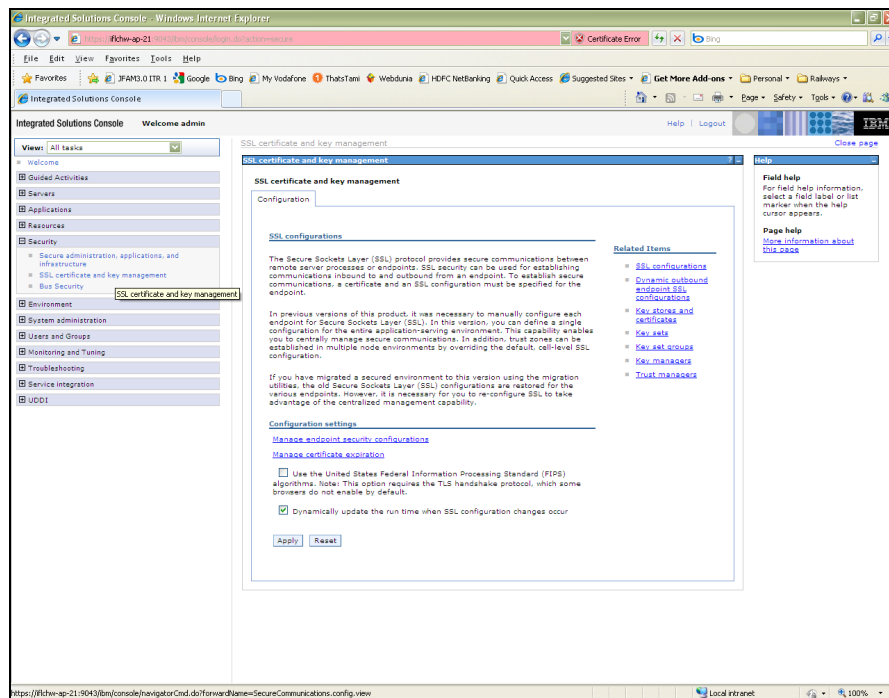 Integrated Solutions Console - Windows Internet Explorer
https://iflchw-ap-21:9043/ibm/console/login.do?action=secure
Certificate Error
Bing
File Edit View Favorites Tools Help
Favorites JFAM3.0 ITR 1 Google Bing My Vodafone ThatsTami Webdunia HDFC NetBanking Quick Access Suggested Sites Get More Add-ons Personal Railways
Integrated Solutions Console
Page Safety Tools
Integrated Solutions Console Welcome admin
Help | Logout
IBM
View: All tasks
Welcome
Guided Activities
Servers
Applications
Resources
Security
Secure administration, applications, and
infrastructure
SSL certificate and key management
Bus Security
SSL certificate and key management
Environment
System administration
Users and Groups
Monitoring and Tuning
Troubleshooting
Service integration
UDDI
SSL certificate and key management
Close page
SSL certificate and key management
? -
SSL certificate and key management
Configuration
SSL configurations
The Secure Sockets Layer (SSL) protocol provides secure communications between
remote server processes or endpoints. SSL security can be used for establishing
communications inbound to and outbound from an endpoint. To establish secure
communications, a certificate and an SSL configuration must be specified for the
endpoint.
In previous versions of this product, it was necessary to manually configure each
endpoint for Secure Sockets Layer (SSL). In this version, you can define a single
configuration for the entire application-serving environment. This capability enables
you to centrally manage secure communications. In addition, trust zones can be
established in multiple node environments by overriding the default, cell-level SSL
configuration.
If you have migrated a secured environment to this version using the migration
utilities, the old Secure Sockets Layer (SSL) configurations are restored for the
various endpoints. However, it is necessary for you to re-configure SSL to take
advantage of the centralized management capability.
Configuration settings
Manage endpoint security configurations
Manage certificate expiration
Use the United States Federal Information Processing Standard (FIPS)
algorithms. Note: This option requires the TLS handshake protocol, which some
browsers do not enable by default.
Dynamically update the run time when SSL configuration changes occur
Apply Reset
Related Items
SSL configurations
Dynamic outbound
endpoint SSL
configurations
Key stores and
certificates
Key sets
Key set groups
Key managers
Trust managers
Help
Field help
For field help information,
select a field label or list
marker when the help
cursor appears.
Page help
More information about
this page
https://iflchw-ap-21:9043/ibm/console/navigatorCmd.do?forwardName=SecureCommunications.config.view
Local intranet
100%